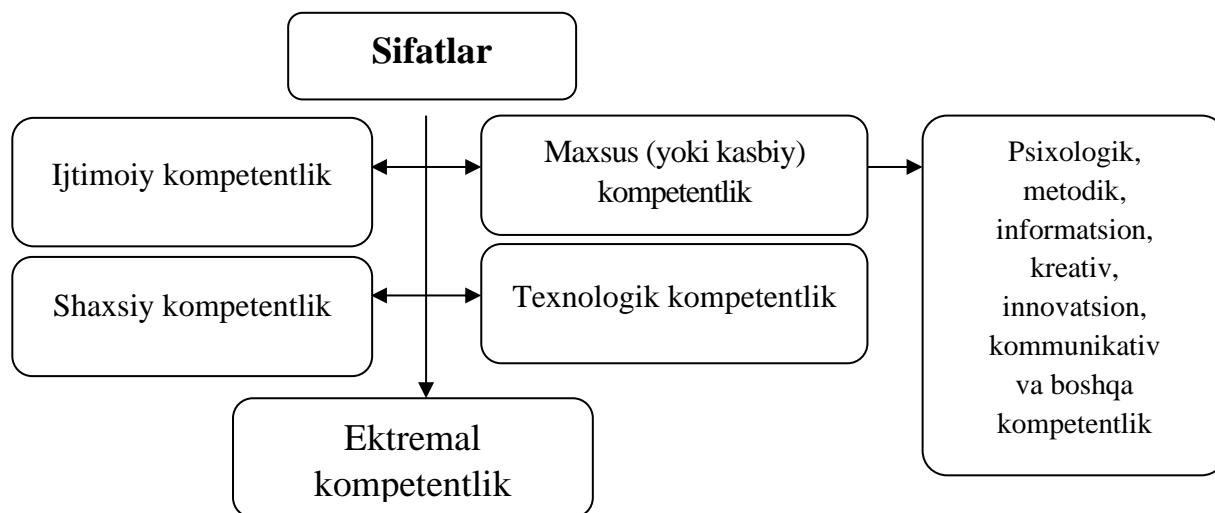 Sifatlar
Ijtimoiy kompetentlik
Maxsus (yoki kasbiy)
kompetentlik
Psixologik,
metodik,
informatsion,
kreativ,
innovatsion,
kommunikativ
va boshqa
kompetentlik
Shaxsiy kompetentlik
Texnologik kompetentlik
Ektremal
kompetentlik